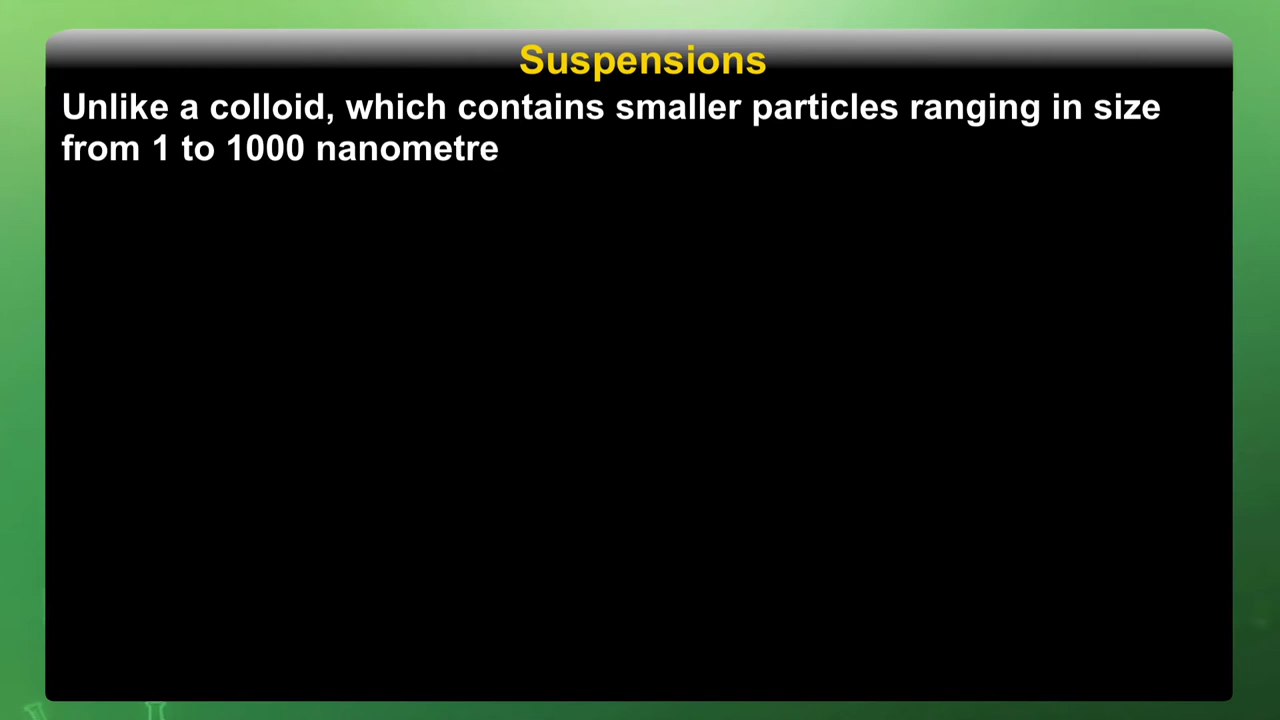 Suspensions
Unlike a colloid, which contains smaller particles ranging in size
from 1 to 1000 nanometre